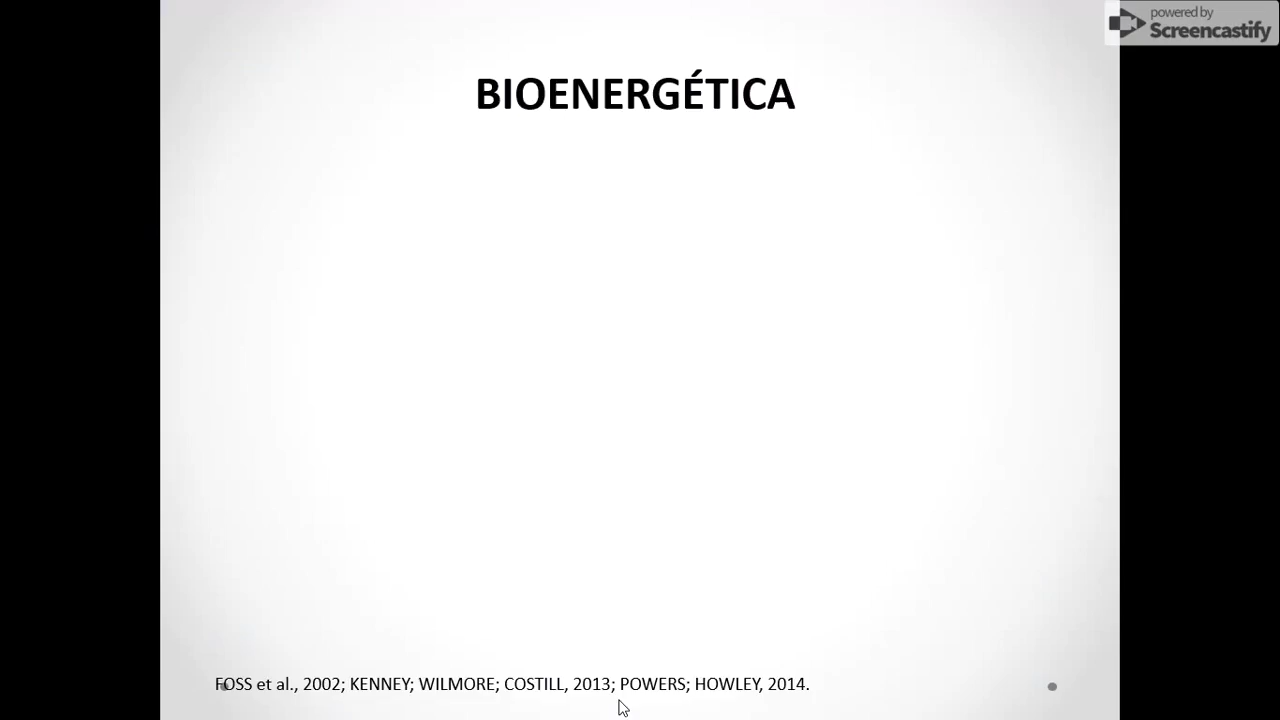 powered by
Screencastify
BIOENERGÉTICA
FOSS et al., 2002; KENNEY; WILMORE; COSTILL, 2013; POWERS; HOWLEY, 2014.